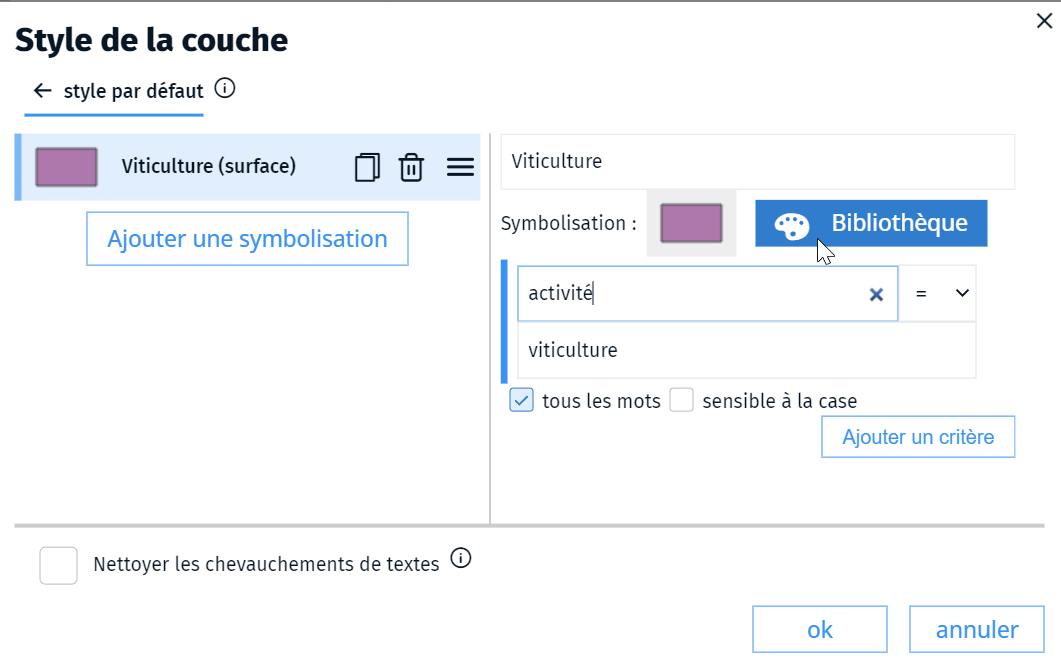 Style de la couche
style par défaut
Viticulture (surface)
Ajouter une symbolisation
Viticulture
Symbolisation :
Bibliothèque
activité
=
viticulture
tous les mots
sensible à la case
Ajouter un critère
Nettoyer les chevauchements de textes
ok
annuler